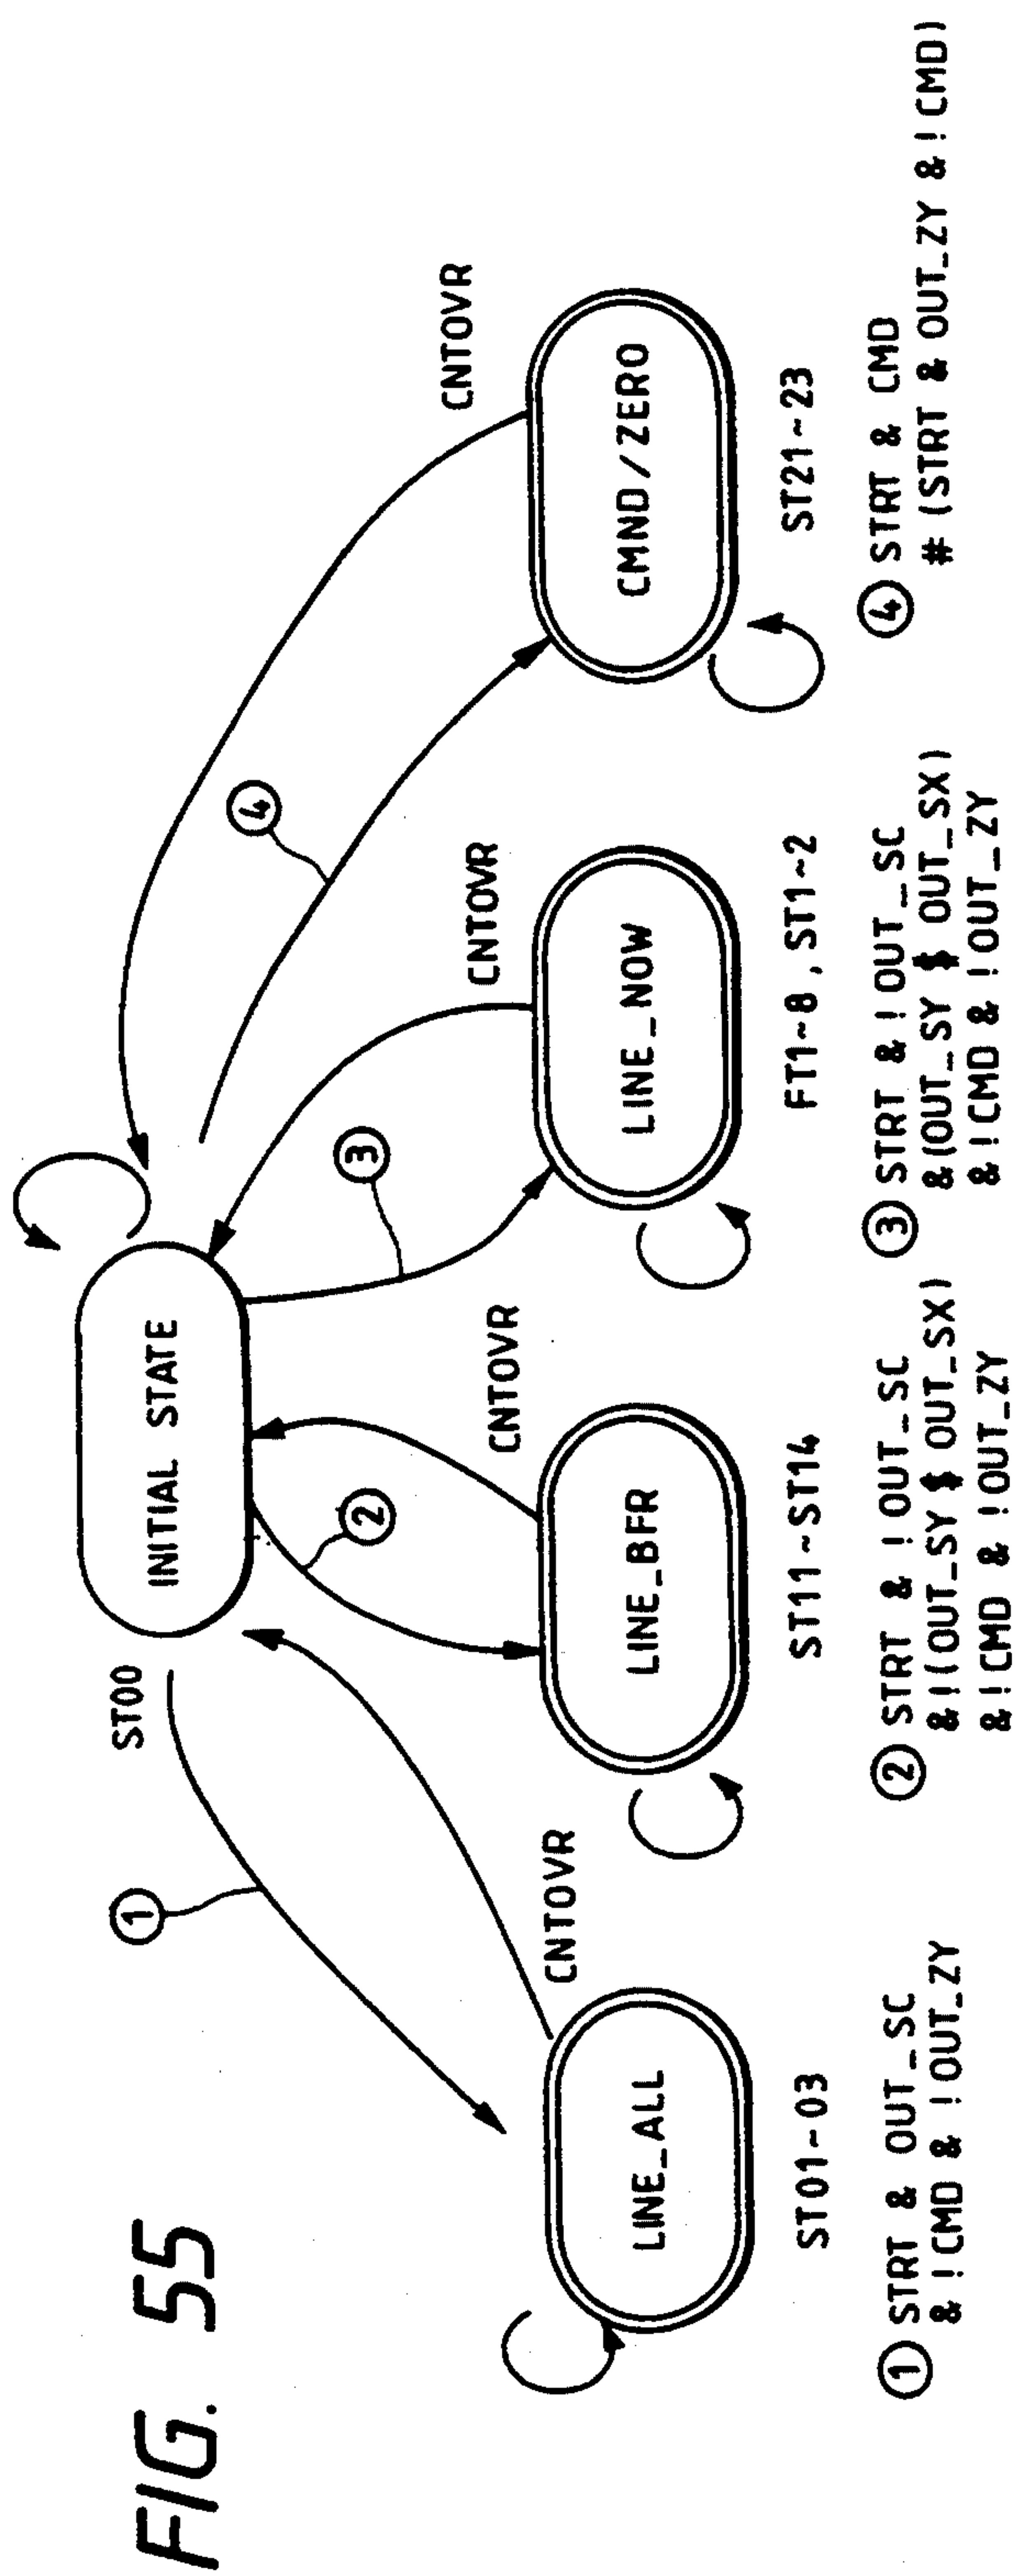 FIG. 55
INITIAL STATE
ST00
①
②
③
④
CNTOVR
CNTOVR
CNTOVR
CNTOVR
LINE_ALL
LINE_BFR
LINE_NOW
CMND/ZERO
ST01~03
ST11~ST14
FT1~8, ST1~2
ST21~23
① STRT & OUT_SC
& !CMD & !OUT_ZY
② STRT & !OUT_SC
& !(OUT_SY $ OUT_SX)
& !CMD & !OUT_ZY
③ STRT & !OUT_SC
& (OUT_SY $ OUT_SX)
& !CMD & !OUT_ZY
④ STRT & CMD
# (STRT & OUT_ZY & !CMD)